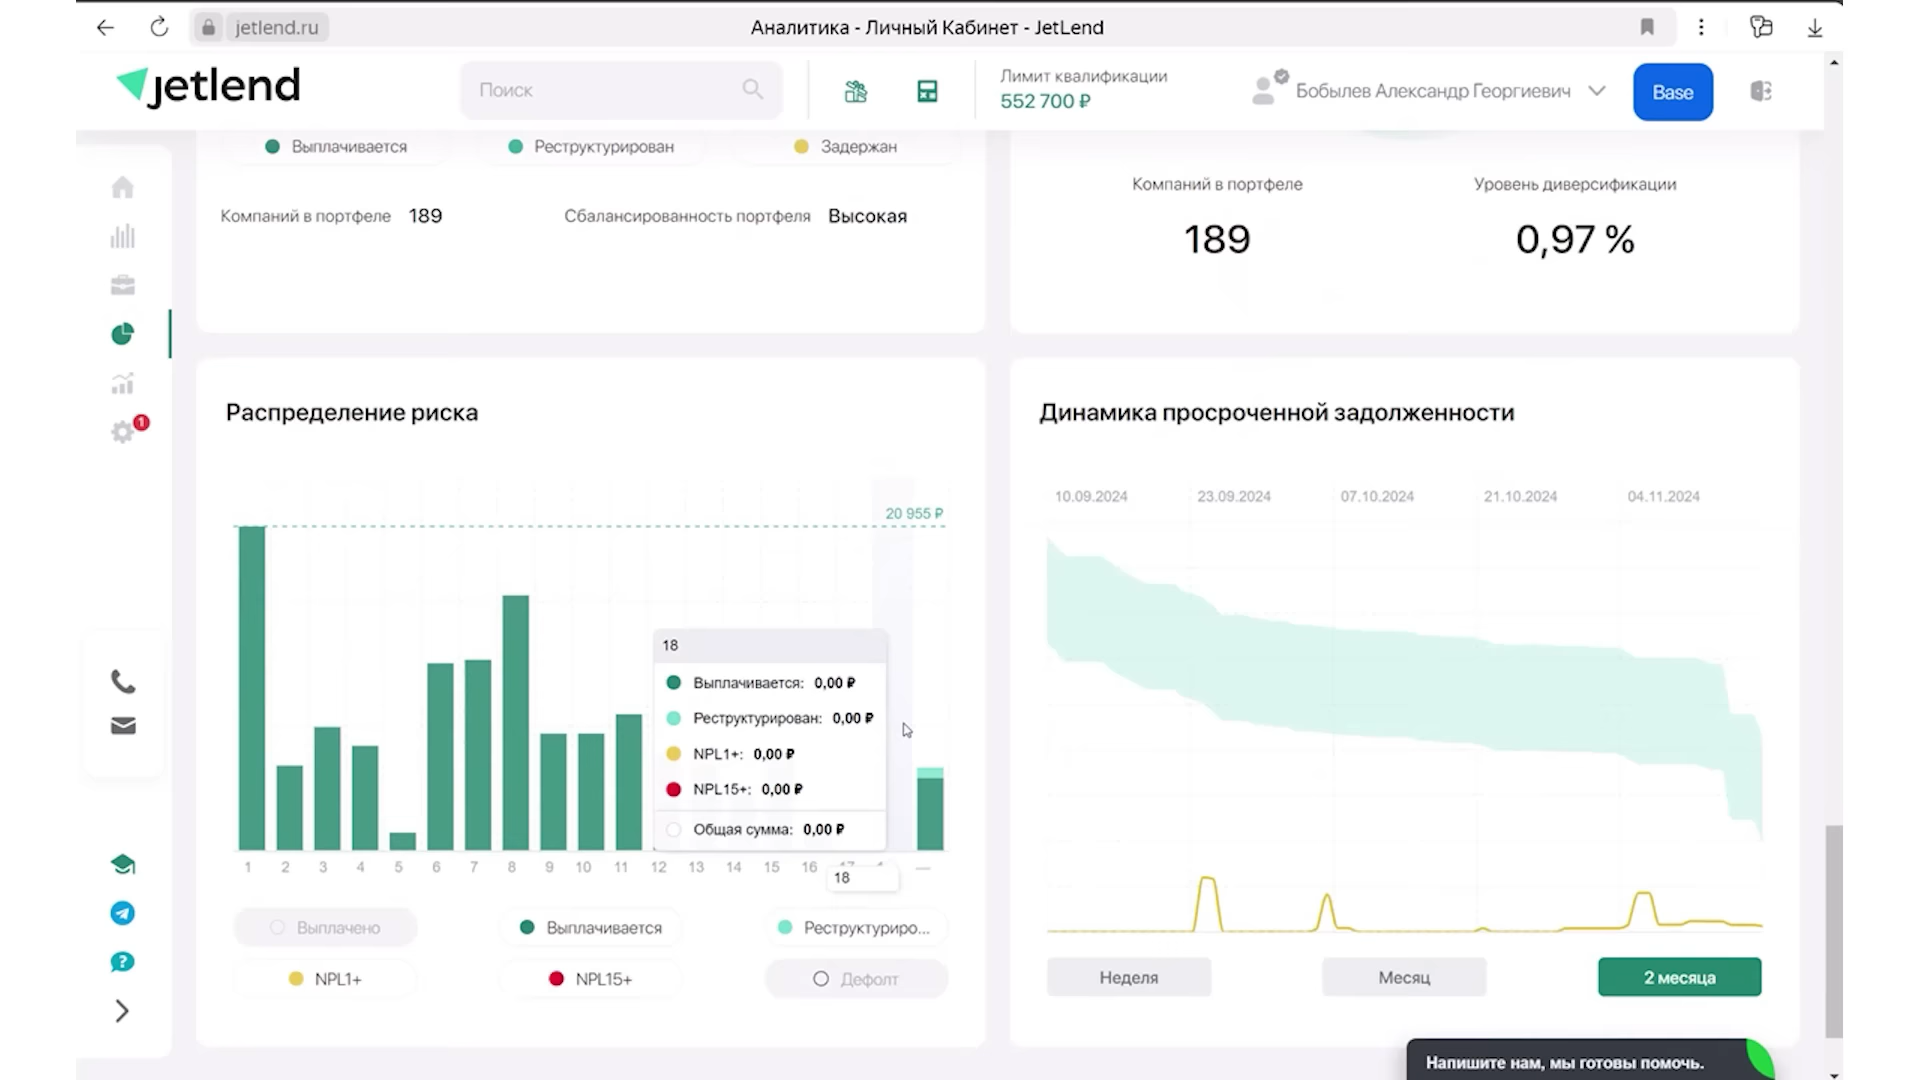 jetlend.ru
Аналитика - Личный Кабинет - JetLend
jetlend
Поиск
Лимит квалификации
552 700 ₽
Бобылев Александр Георгиевич
Base
Выплачивается
Реструктурирован
Задержан
Компаний в портфеле 189
Сбалансированность портфеля Высокая
Компаний в портфеле
189
Уровень диверсификации
0,97 %
1
Распределение риска
20 955 ₽
18
Выплачивается: 0,00 ₽
Реструктурирован: 0,00 ₽
NPL1+: 0,00 ₽
NPL15+: 0,00 ₽
Общая сумма: 0,00 ₽
1 2 3 4 5 6 7 8 9 10 11 12 13 14 15 16 —
18
Выплачено
Выплачивается
Реструктуриро...
NPL1+
NPL15+
Дефолт
Динамика просроченной задолженности
10.09.2024 23.09.2024 07.10.2024 21.10.2024 04.11.2024
Неделя
Месяц
2 месяца
?
Напишите нам, мы готовы помочь.